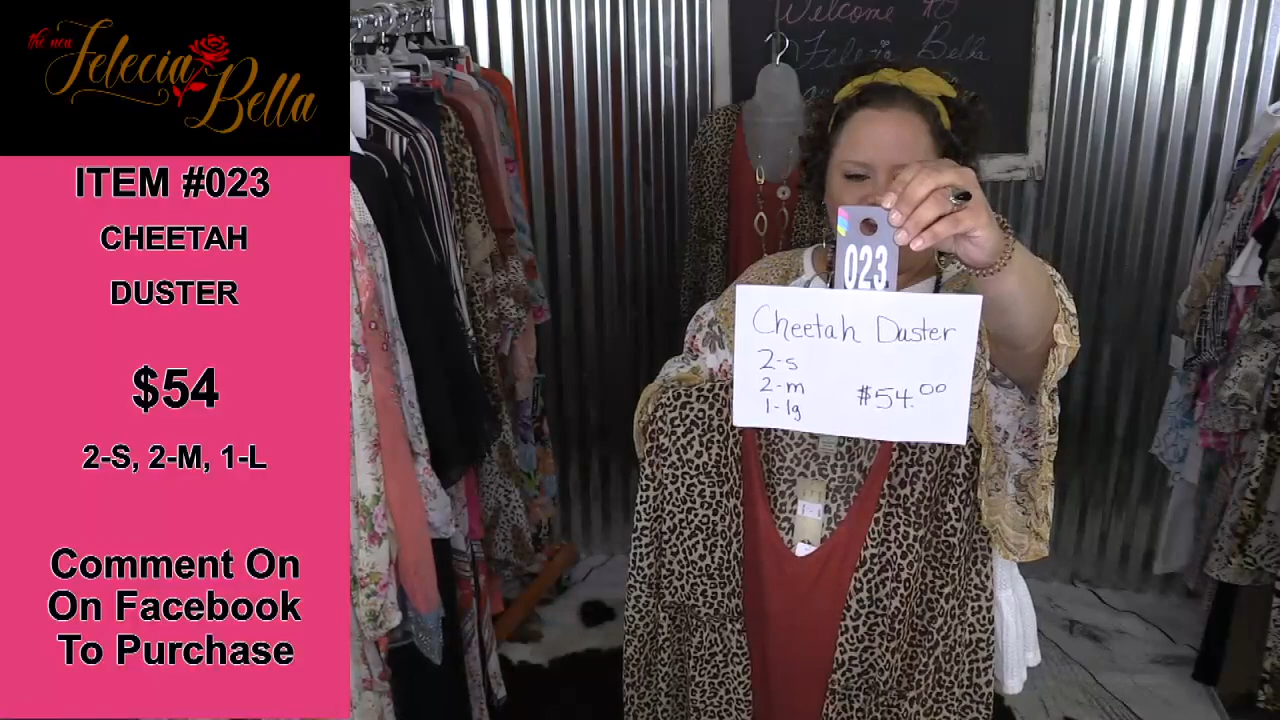 the new
Felecia
Bella
ITEM #023
CHEETAH
DUSTER
$54
2-S, 2-M, 1-L
Comment On
On Facebook
To Purchase
Welcome to
Felezia Bella
023
Cheetah Duster
2-s
2-m
1-lg
$54.00